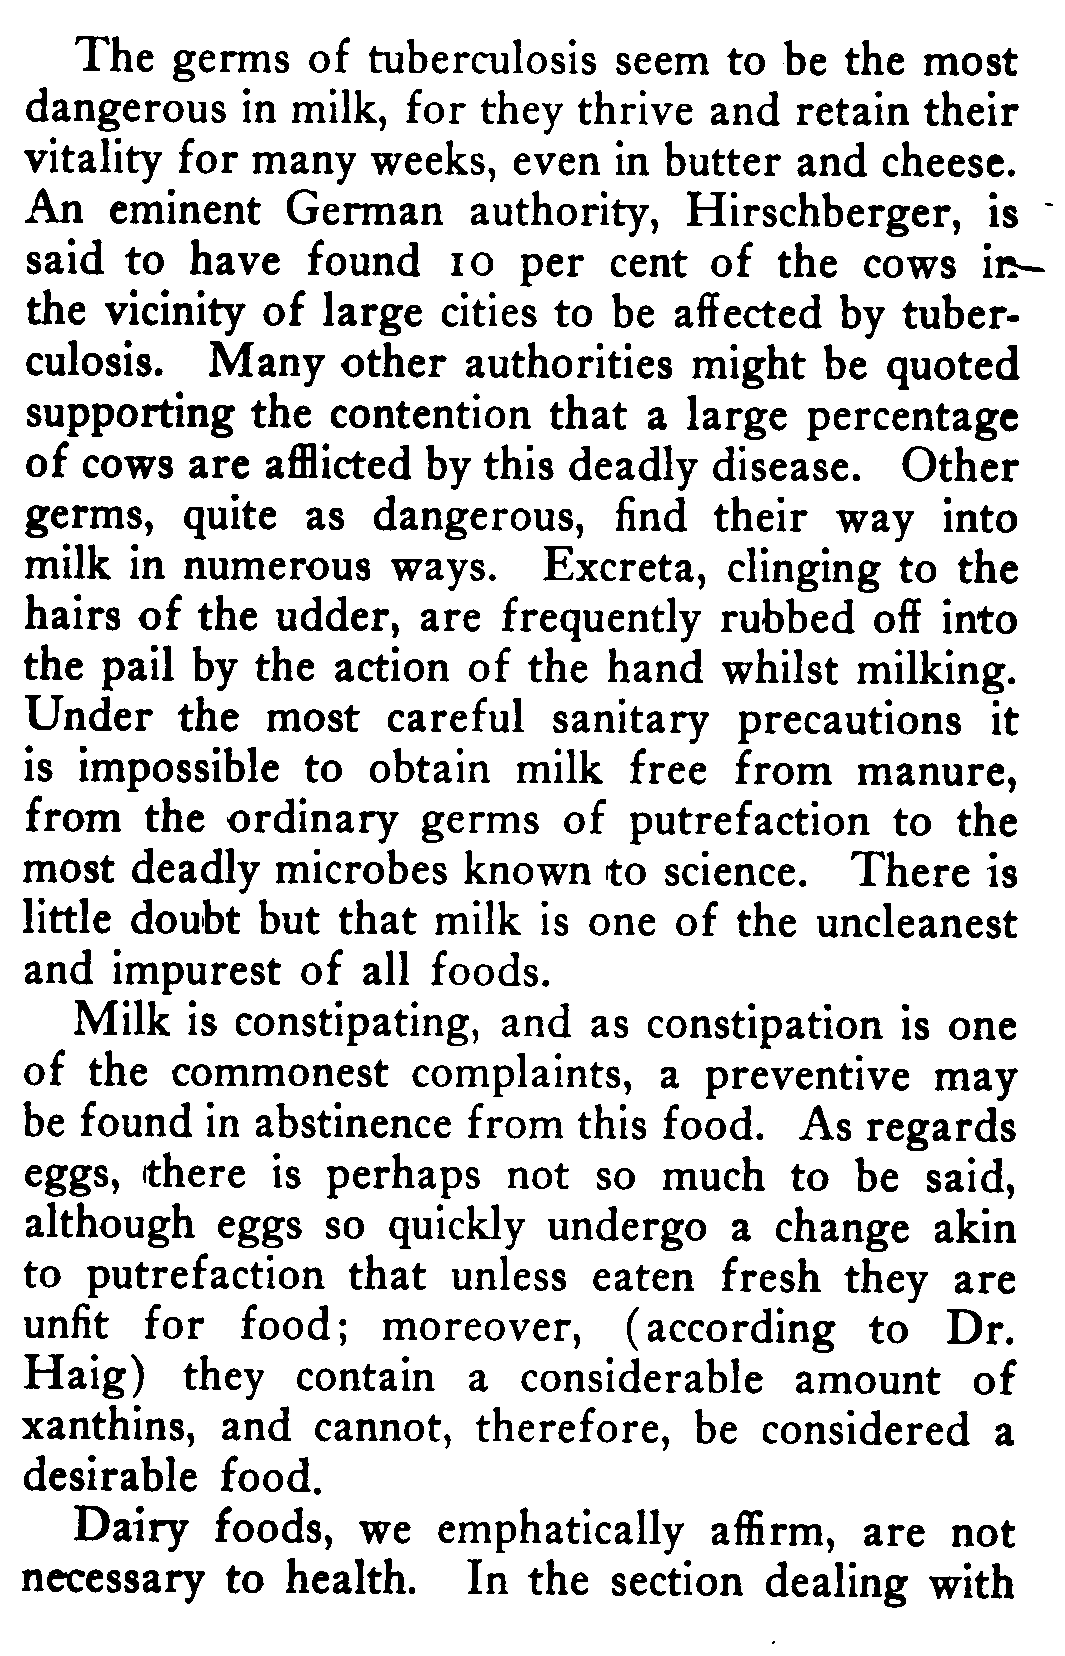 The germs of tuberculosis seem to be the most
dangerous in milk, for they thrive and retain their
vitality for many weeks, even in butter and cheese.
An eminent German authority, Hirschberger, is
said to have found 10 per cent of the cows in
the vicinity of large cities to be affected by tuber-
culosis. Many other authorities might be quoted
supporting the contention that a large percentage
of cows are afflicted by this deadly disease. Other
germs, quite as dangerous, find their way into
milk in numerous ways. Excreta, clinging to the
hairs of the udder, are frequently rubbed off into
the pail by the action of the hand whilst milking.
Under the most careful sanitary precautions it
is impossible to obtain milk free from manure,
from the ordinary germs of putrefaction to the
most deadly microbes known to science. There is
little doubt but that milk is one of the uncleanest
and impurest of all foods.
Milk is constipating, and as constipation is one
of the commonest complaints, a preventive may
be found in abstinence from this food. As regards
eggs, there is perhaps not so much to be said,
although eggs so quickly undergo a change akin
to putrefaction that unless eaten fresh they are
unfit for food; moreover, (according to Dr.
Haig) they contain a considerable amount of
xanthins, and cannot, therefore, be considered a
desirable food.
Dairy foods, we emphatically affirm, are not
necessary to health. In the section dealing with